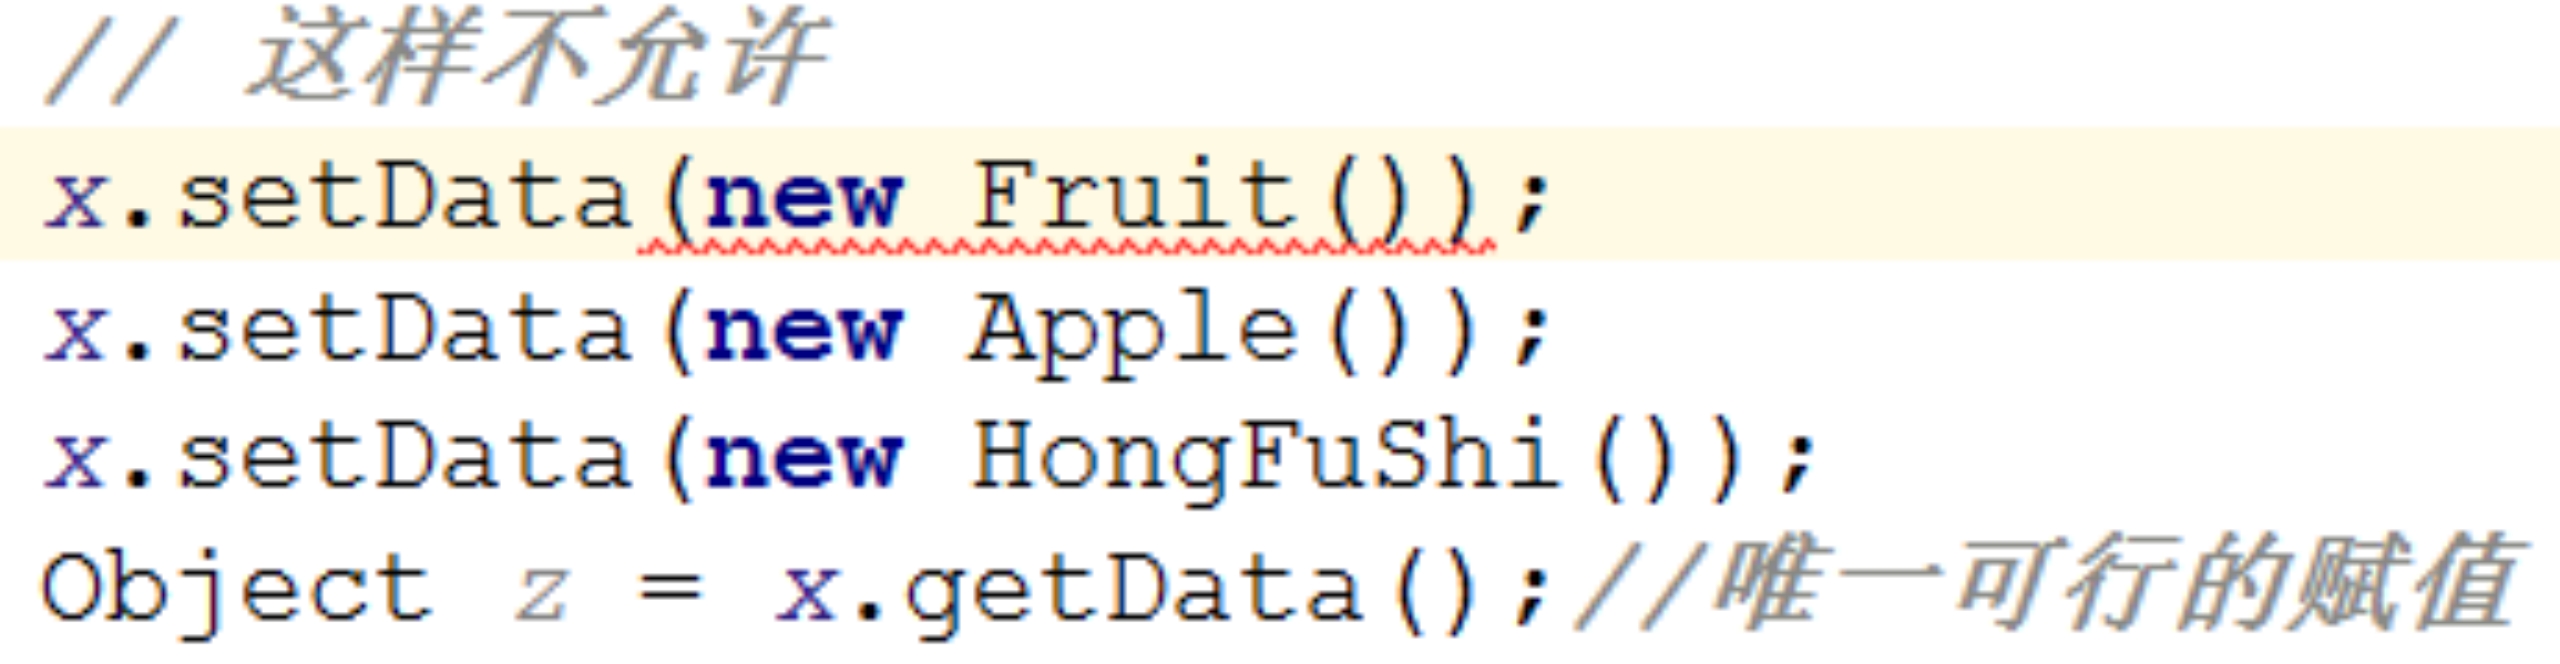 // 这样不允许
x.setData(new Fruit());
x.setData(new Apple());
x.setData(new HongFuShi());
Object z = x.getData();//唯一可行的赋值